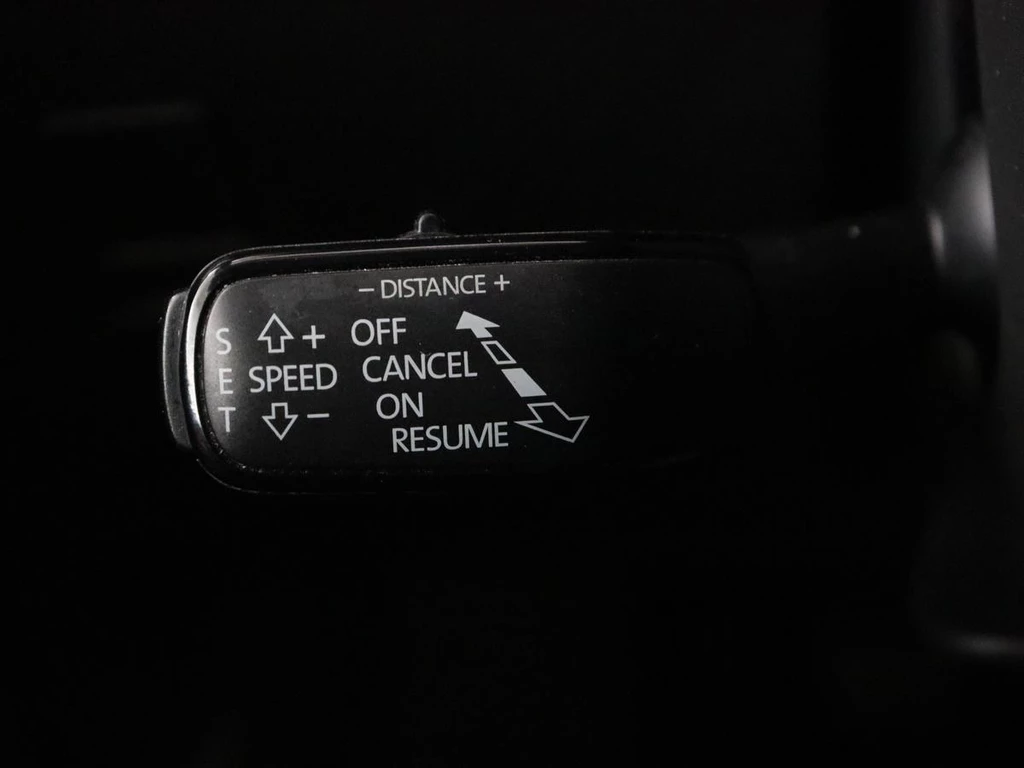 − DISTANCE +
S
E
T
+
SPEED
−
OFF
CANCEL
ON
RESUME